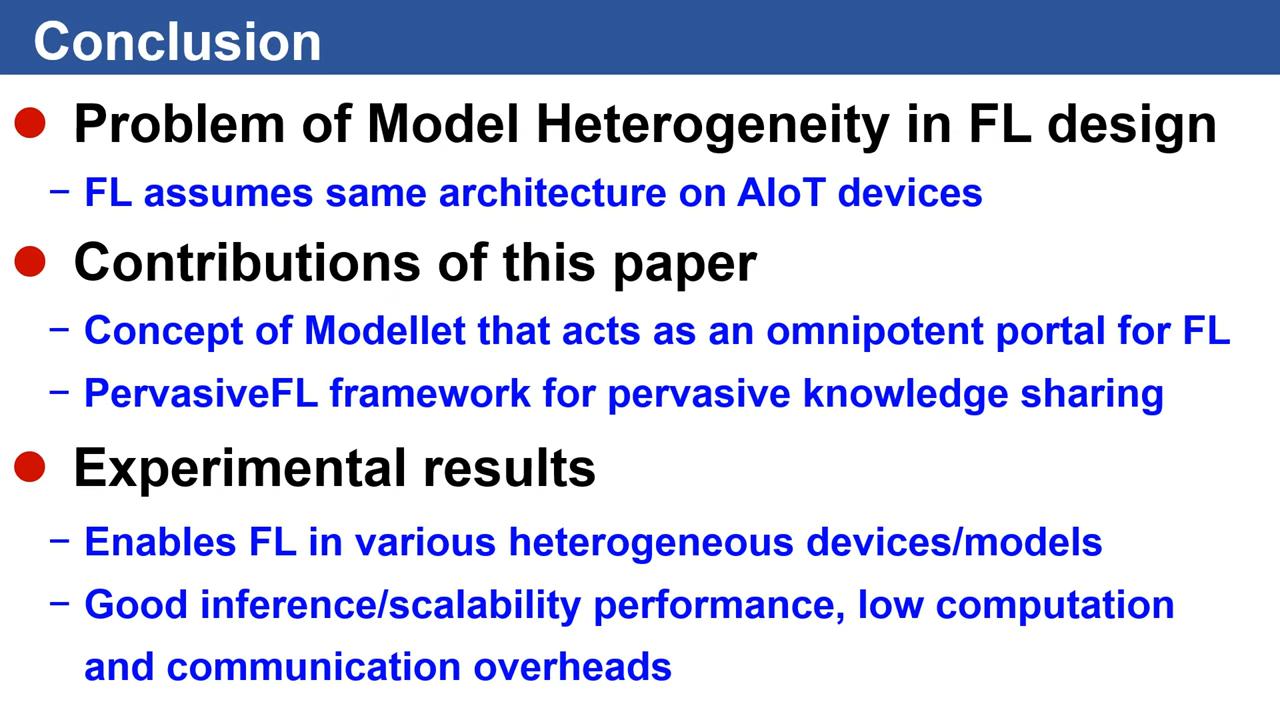 Conclusion
● Problem of Model Heterogeneity in FL design
– FL assumes same architecture on AIoT devices
● Contributions of this paper
– Concept of Modellet that acts as an omnipotent portal for FL
– PervasiveFL framework for pervasive knowledge sharing
● Experimental results
– Enables FL in various heterogeneous devices/models
– Good inference/scalability performance, low computation
and communication overheads